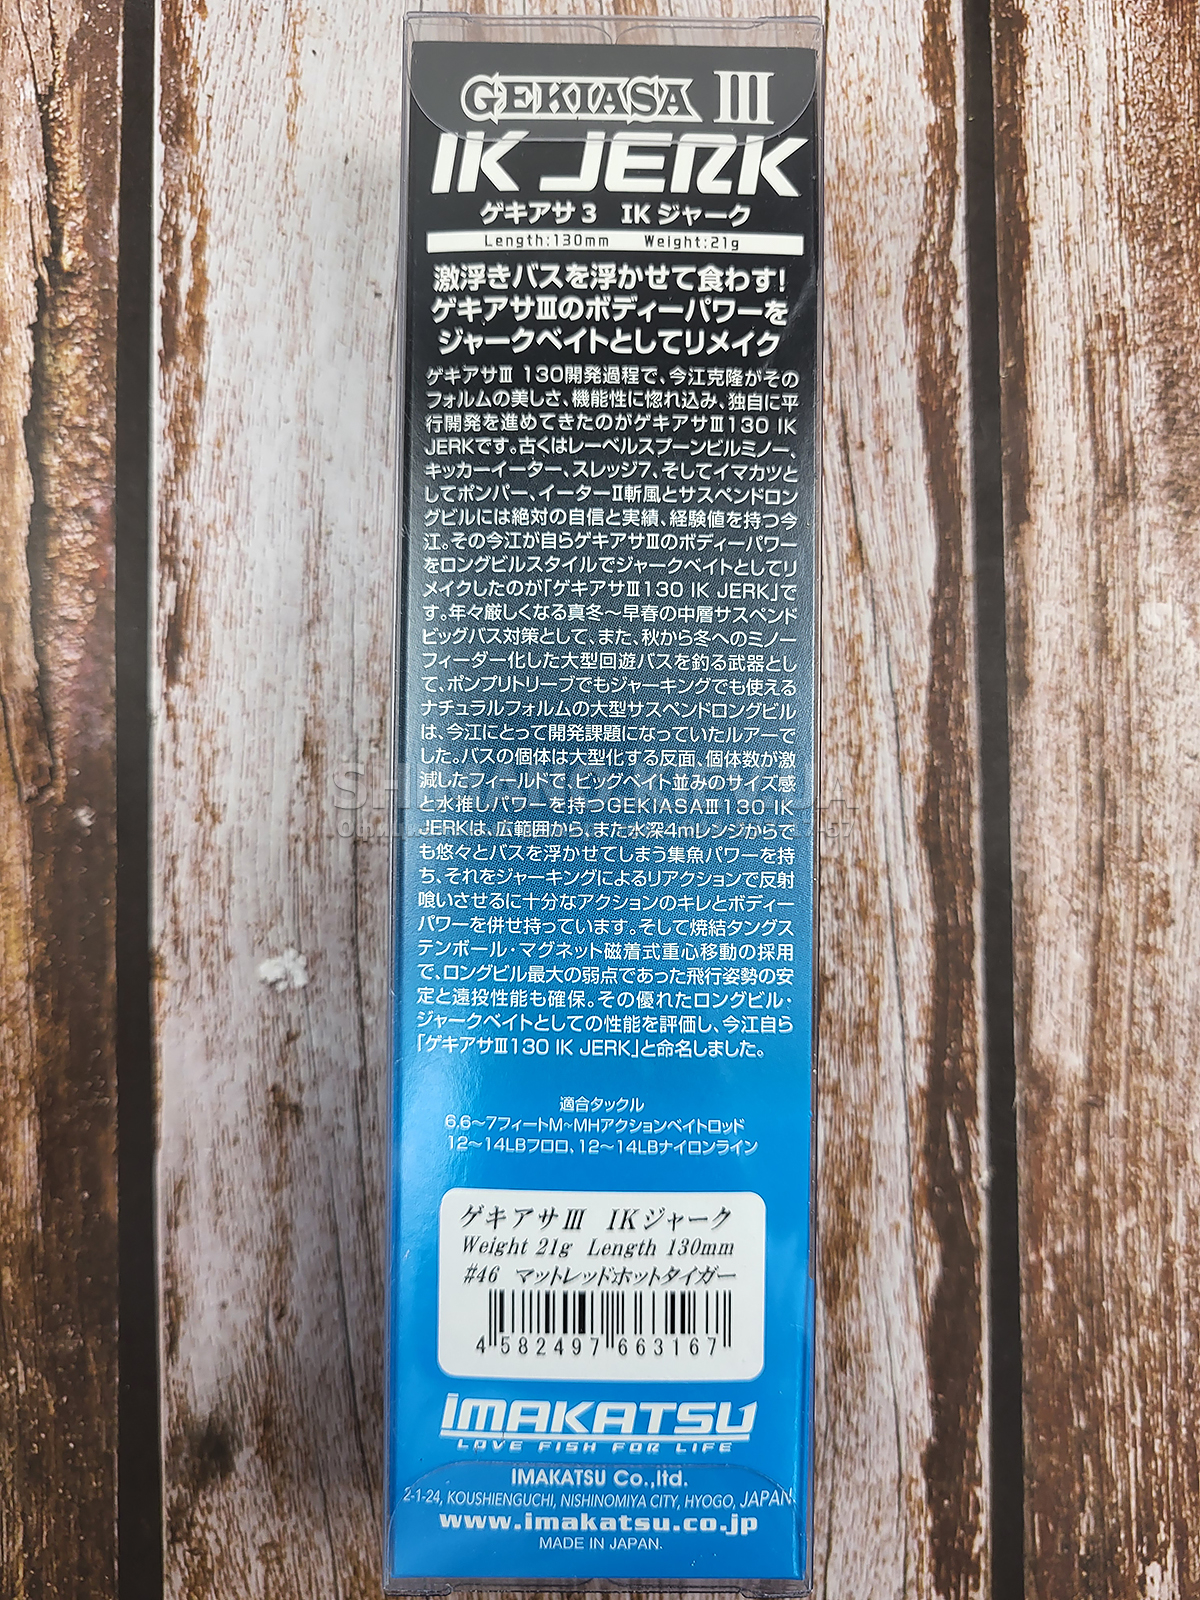 GEKIASA III
IK JERK
ゲキアサ3 IKジャーク
Length:130mm Weight:21g
激浮きバスを浮かせて食わす!
ゲキアサⅢのボディーパワーを
ジャークベイトとしてリメイク
ゲキアサⅢ 130開発過程で、今江克隆がその
フォルムの美しさ、機能性に惚れ込み、独自に平
行開発を進めてきたのがゲキアサⅢ130 IK
JERKです。古くはレーベルスプーンビルミノー、
キッカーイーター、スレッジ7、そしてイマカツと
してポンパー、イーターⅡ斬風とサスペンドロン
グビルには絶対の自信と実績、経験値を持つ今
江。その今江が自らゲキアサⅢのボディーパワー
をロングビルスタイルでジャークベイトとしてリ
メイクしたのが「ゲキアサⅢ130 IK JERK」で
す。年々厳しくなる真冬～早春の中層サスペンド
ビッグバス対策として、また、秋から冬へのミノー
フィーダー化した大型回遊バスを釣る武器とし
て、ポンプリトリーブでもジャーキングでも使える
ナチュラルフォルムの大型サスペンドロングビル
は、今江にとって開発課題になっていたルアーで
した。バスの個体は大型化する反面、個体数が激
減したフィールドで、ビッグベイト並みのサイズ感
と水推しパワーを持つGEKIASAⅢ130 IK
JERKは、広範囲から、また水深4mレンジからで
も悠々とバスを浮かせてしまう集魚パワーを持
ち、それをジャーキングによるリアクションで反射
喰いさせるに十分なアクションのキレとボディー
パワーを併せ持っています。そして焼結タングス
テンボール・マグネット磁着式重心移動の採用
で、ロングビル最大の弱点であった飛行姿勢の安
定と遠投性能も確保。その優れたロングビル・
ジャークベイトとしての性能を評価し、今江自ら
「ゲキアサⅢ130 IK JERK」と命名しました。
適合タックル
6.6～7フィートM~MHアクションベイトロッド
12～14LBフロロ、12～14LBナイロンライン
ゲキアサⅢ IKジャーク
Weight 21g Length 130mm
#46 マットレッドホットタイガー
4 582497 663167
IMAKATSU
LOVE FISH FOR LIFE
IMAKATSU Co.,ltd.
2-1-24, KOUSHIENGUCHI, NISHINOMIYA CITY, HYOGO, JAPAN.
www.imakatsu.co.jp
MADE IN JAPAN.